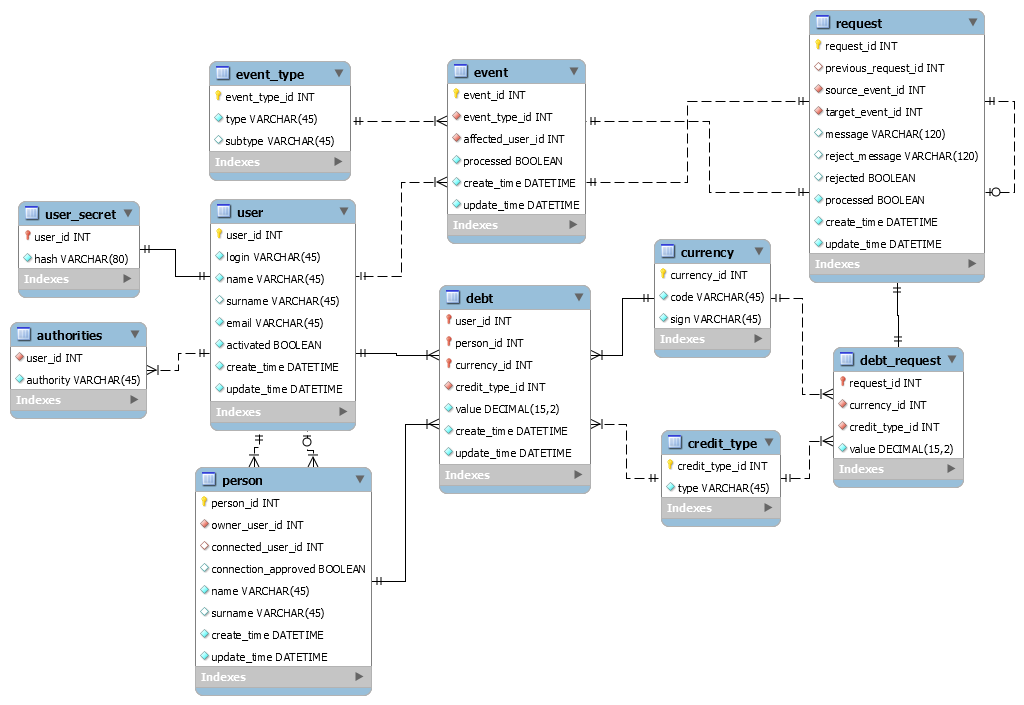 event_type
event_type_id INT
type VARCHAR(45)
subtype VARCHAR(45)
Indexes
event
event_id INT
event_type_id INT
affected_user_id INT
processed BOOLEAN
create_time DATETIME
update_time DATETIME
Indexes
request
request_id INT
previous_request_id INT
source_event_id INT
target_event_id INT
message VARCHAR(120)
reject_message VARCHAR(120)
rejected BOOLEAN
processed BOOLEAN
create_time DATETIME
update_time DATETIME
Indexes
user_secret
user_id INT
hash VARCHAR(80)
Indexes
user
user_id INT
login VARCHAR(45)
name VARCHAR(45)
surname VARCHAR(45)
email VARCHAR(45)
activated BOOLEAN
create_time DATETIME
update_time DATETIME
Indexes
authorities
user_id INT
authority VARCHAR(45)
Indexes
debt
user_id INT
person_id INT
currency_id INT
credit_type_id INT
value DECIMAL(15,2)
create_time DATETIME
update_time DATETIME
Indexes
currency
currency_id INT
code VARCHAR(45)
sign VARCHAR(45)
Indexes
debt_request
request_id INT
currency_id INT
credit_type_id INT
value DECIMAL(15,2)
Indexes
credit_type
credit_type_id INT
type VARCHAR(45)
Indexes
person
person_id INT
owner_user_id INT
connected_user_id INT
connection_approved BOOLEAN
name VARCHAR(45)
surname VARCHAR(45)
create_time DATETIME
update_time DATETIME
Indexes